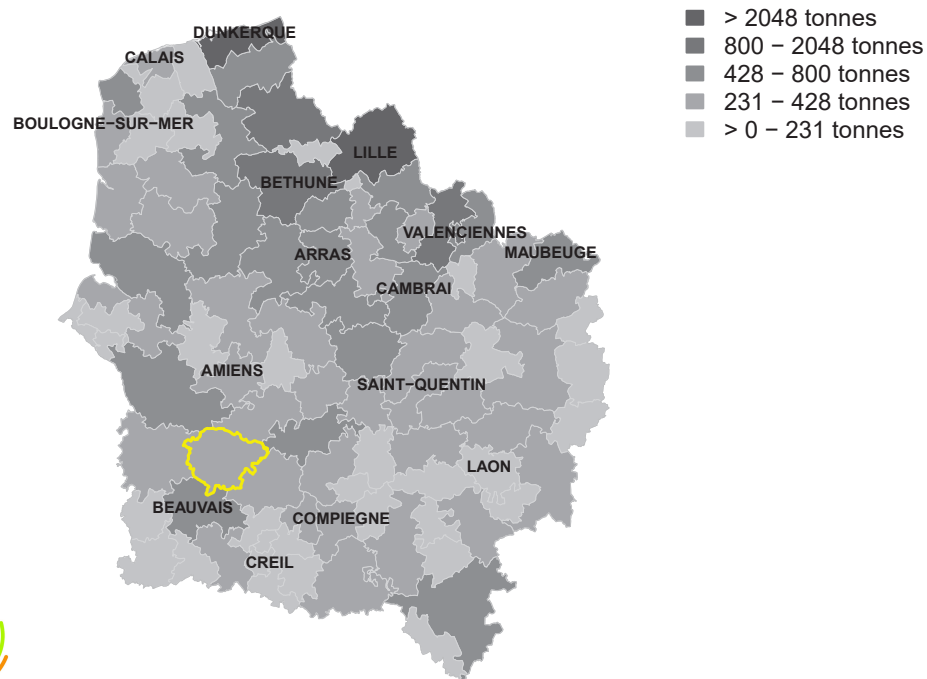 DUNKERQUE
CALAIS
BOULOGNE−SUR−MER
LILLE
BETHUNE
VALENCIENNES
ARRAS
MAUBEUGE
CAMBRAI
AMIENS
SAINT−QUENTIN
LAON
BEAUVAIS
COMPIEGNE
CREIL
> 2048 tonnes
800 − 2048 tonnes
428 − 800 tonnes
231 − 428 tonnes
> 0 − 231 tonnes